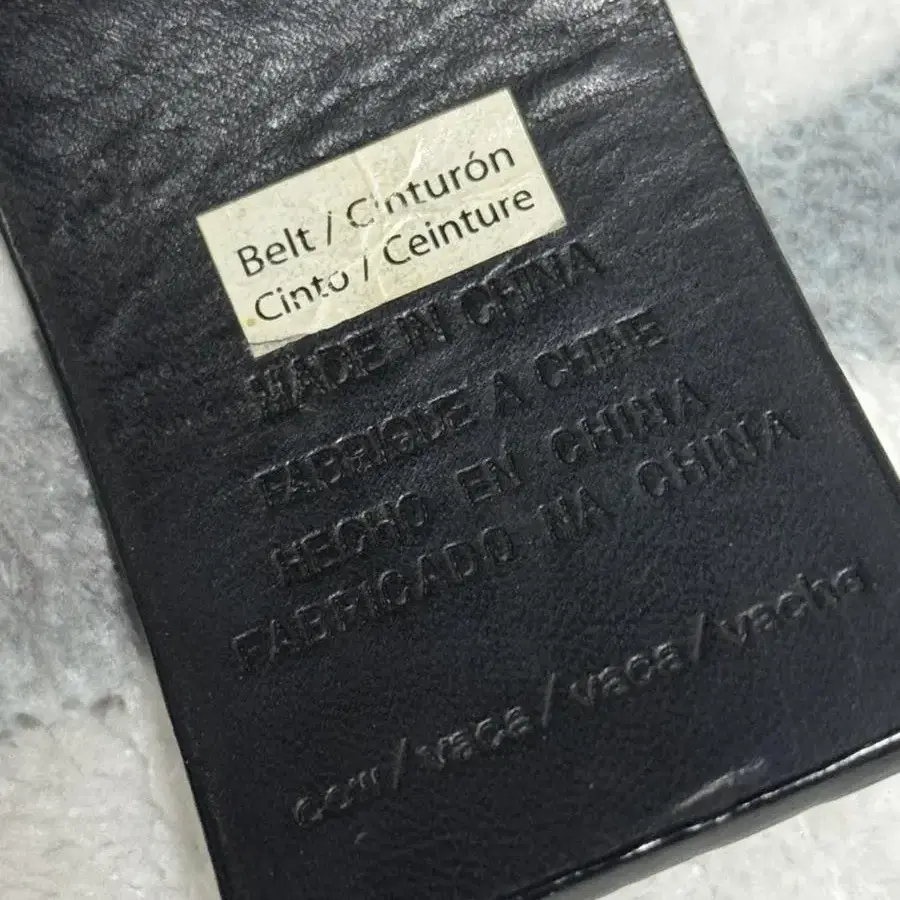 Belt / Cinturón
Cinto / Ceinture
MADE IN CHINA
FABRIQUE A CHINE
HECHO EN CHINA
FABRICADO NA CHINA
cow/vaca/vaca/vache